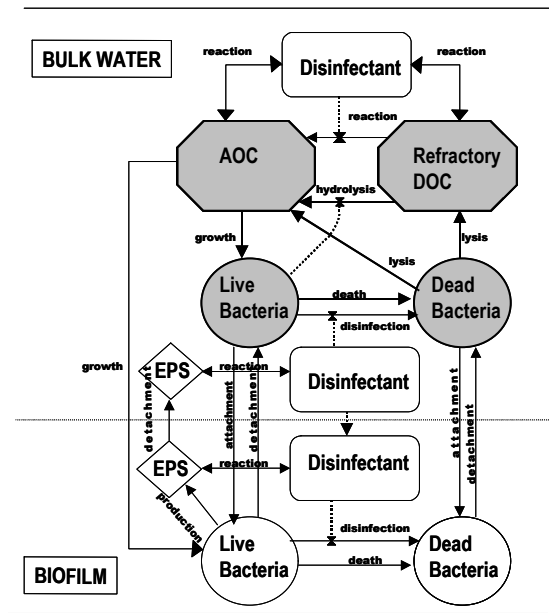 reaction
reaction
BULK WATER
Disinfectant
reaction
AOC
Refractory
DOC
hydrolysis
growth
lysis
lysis
Live
Bacteria
death
Dead
Bacteria
disinfection
growth
EPS
reaction
Disinfectant
detachment
attachment
detachment
attachment
detachment
EPS
reaction
Disinfectant
production
disinfection
Live
Bacteria
death
Dead
Bacteria
BIOFILM